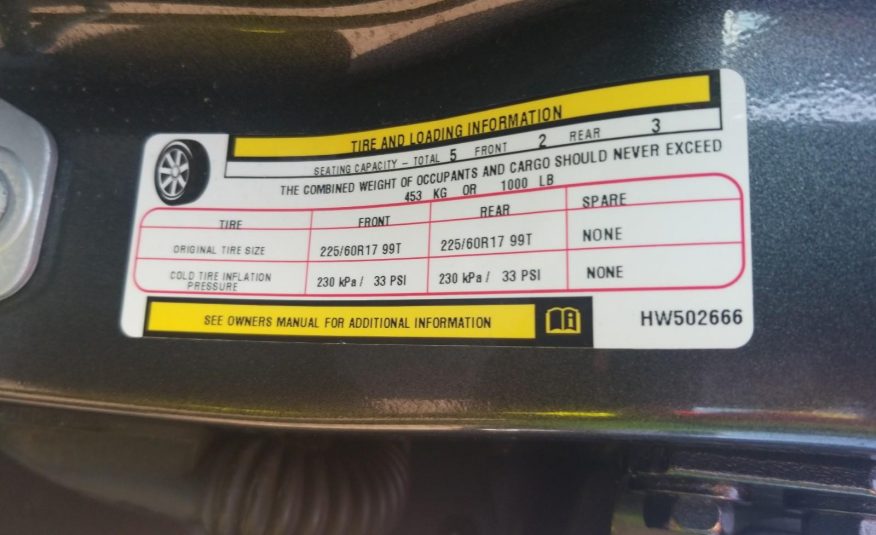 TIRE AND LOADING INFORMATION
SEATING CAPACITY – TOTAL 5 FRONT 2 REAR 3
THE COMBINED WEIGHT OF OCCUPANTS AND CARGO SHOULD NEVER EXCEED
453 KG OR 1000 LB
TIRE FRONT REAR SPARE
ORIGINAL TIRE SIZE 225/60R17 99T 225/60R17 99T NONE
COLD TIRE INFLATION
PRESSURE 230 kPa / 33 PSI 230 kPa / 33 PSI NONE
SEE OWNERS MANUAL FOR ADDITIONAL INFORMATION HW502666